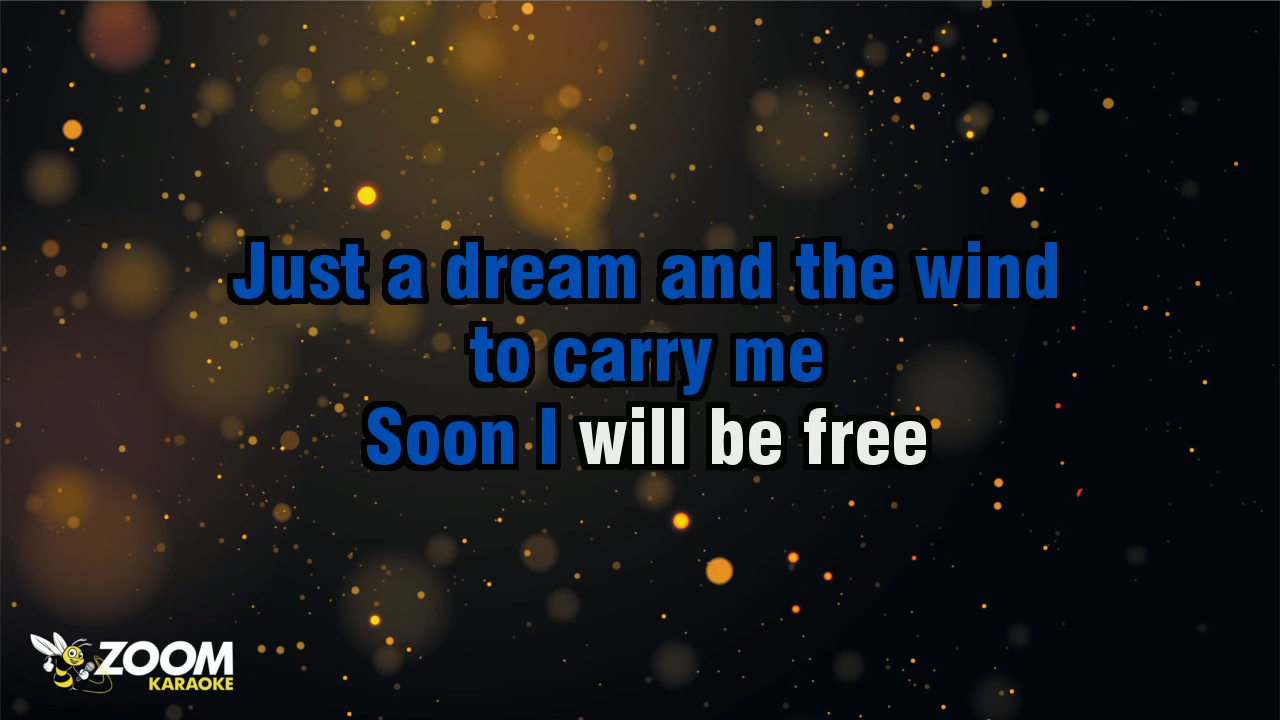 Just a dream and the wind
to carry me
Soon I will be free
ZOOM
KARAOKE